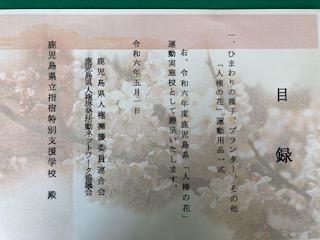 目録
一、ひまわりの種子、プランター、その他
「人権の花」運動用品一式
右、令和六年度鹿児島県「人権の花」
運動実施校として贈呈いたします。
令和六年五月一日
鹿児島県人権擁護委員連合会
鹿児島県人権啓発活動ネットワーク協議会
鹿児島県立指宿特別支援学校 殿